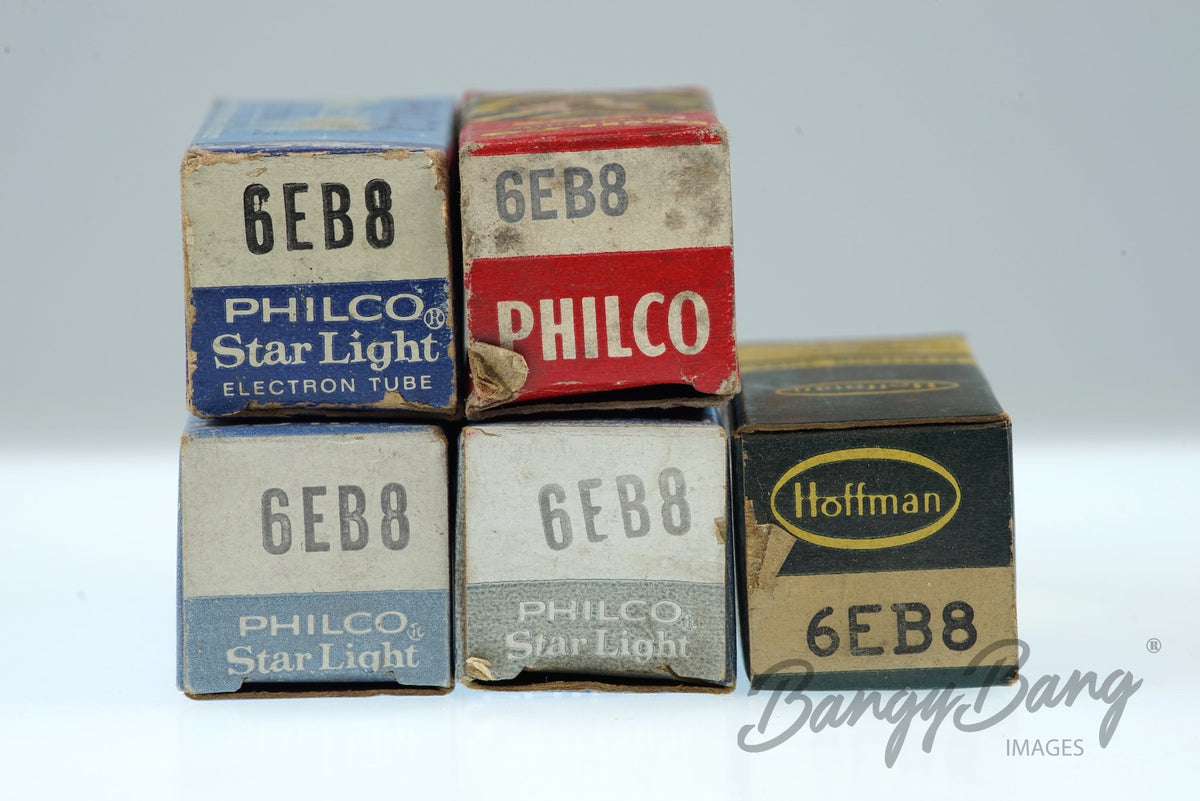 6EB8
PHILCO®
Star Light
ELECTRON TUBE
6EB8
PHILCO
6EB8
PHILCO®
Star Light
6EB8
PHILCO®
Star Light
Hoffman
6EB8
BangyBang®
IMAGES